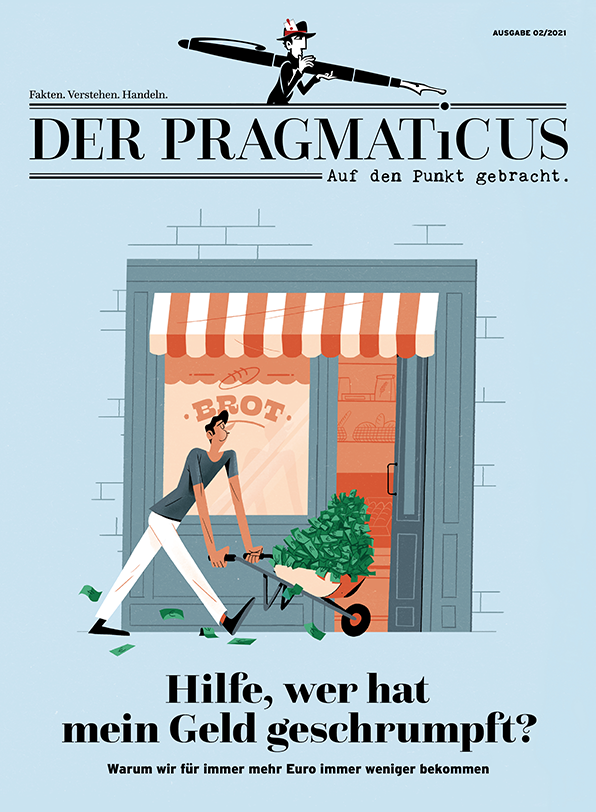 AUSGABE 02/2021
Fakten. Verstehen. Handeln.
DER PRAGMATiCUS
Auf den Punkt gebracht.
·BROT·
Hilfe, wer hat
mein Geld geschrumpft?
Warum wir für immer mehr Euro immer weniger bekommen